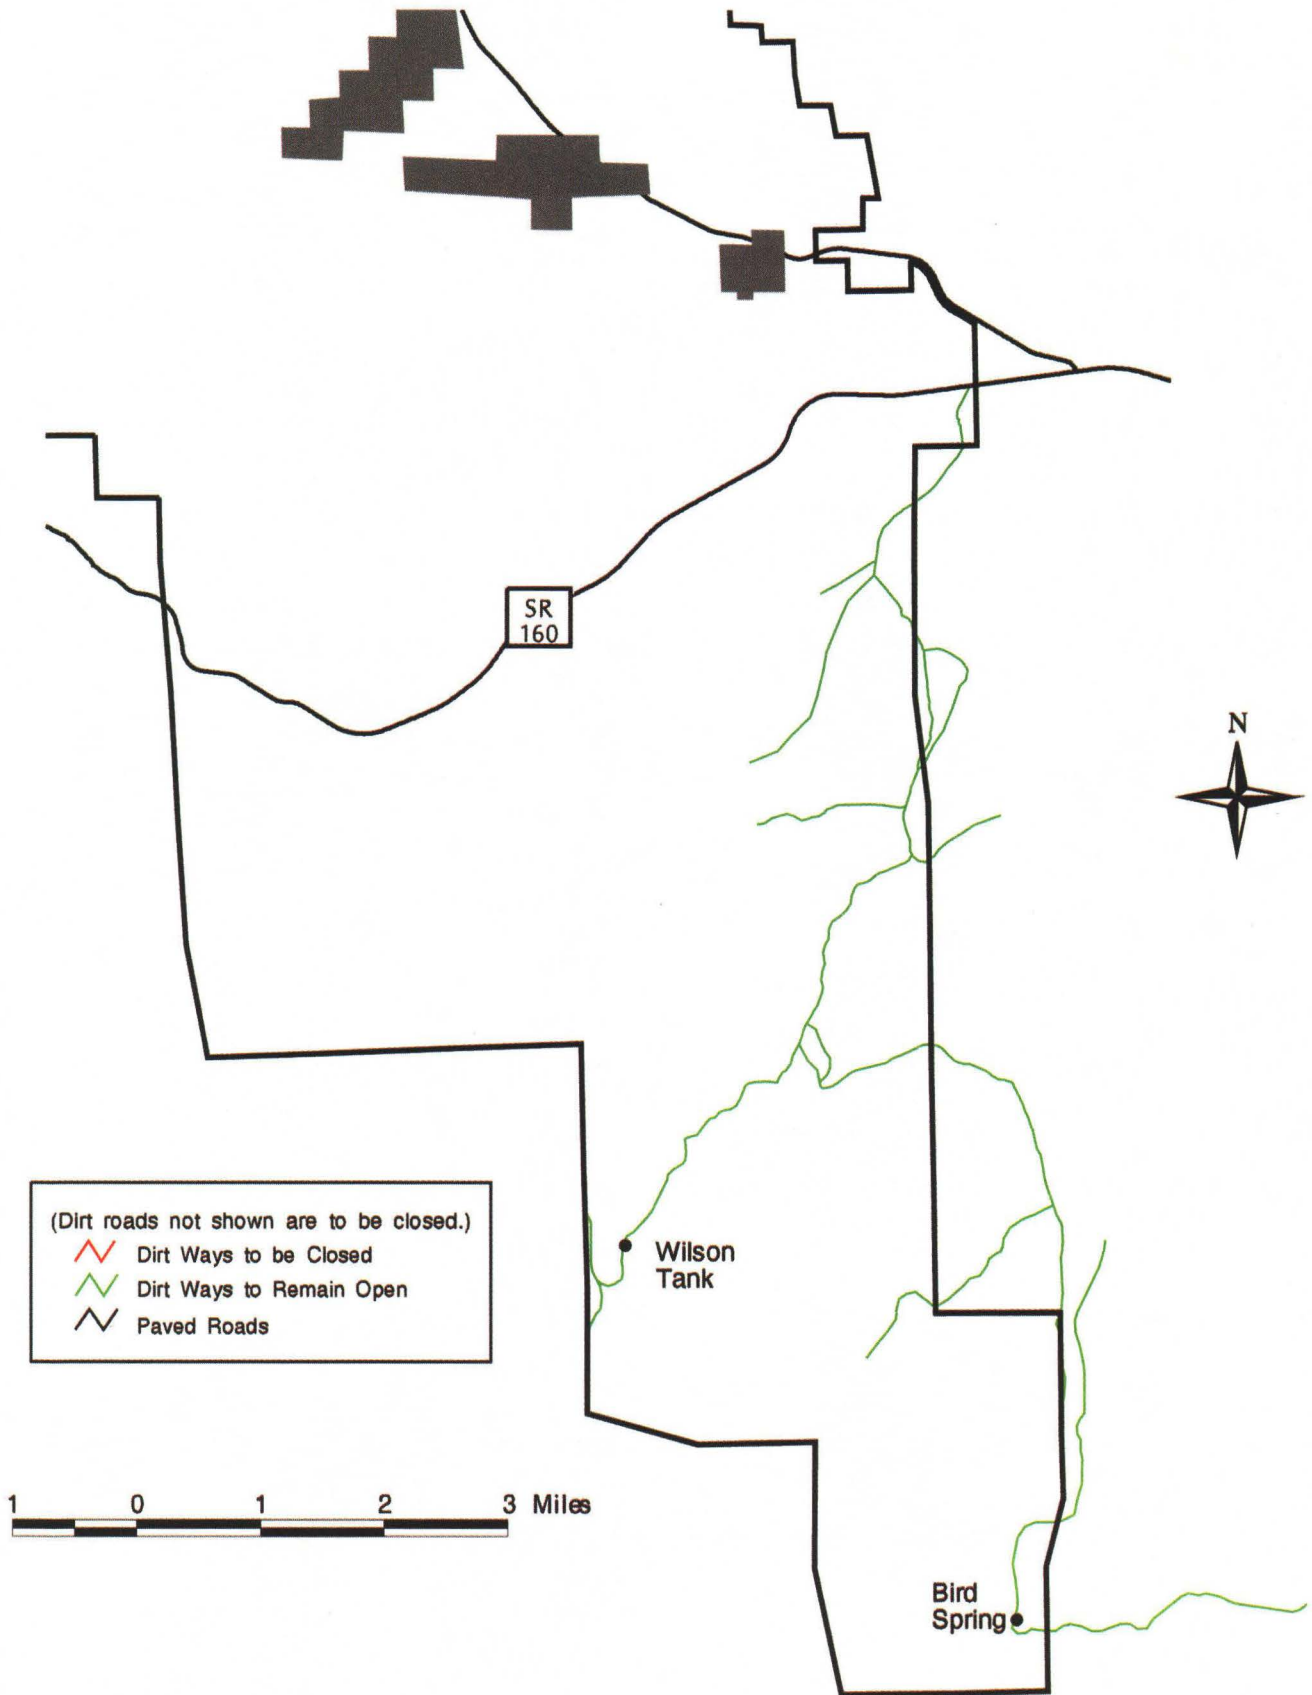 SR
160
N
(Dirt roads not shown are to be closed.)
Dirt Ways to be Closed
Dirt Ways to Remain Open
Paved Roads
Wilson
Tank
1 0 1 2 3 Miles
Bird
Spring